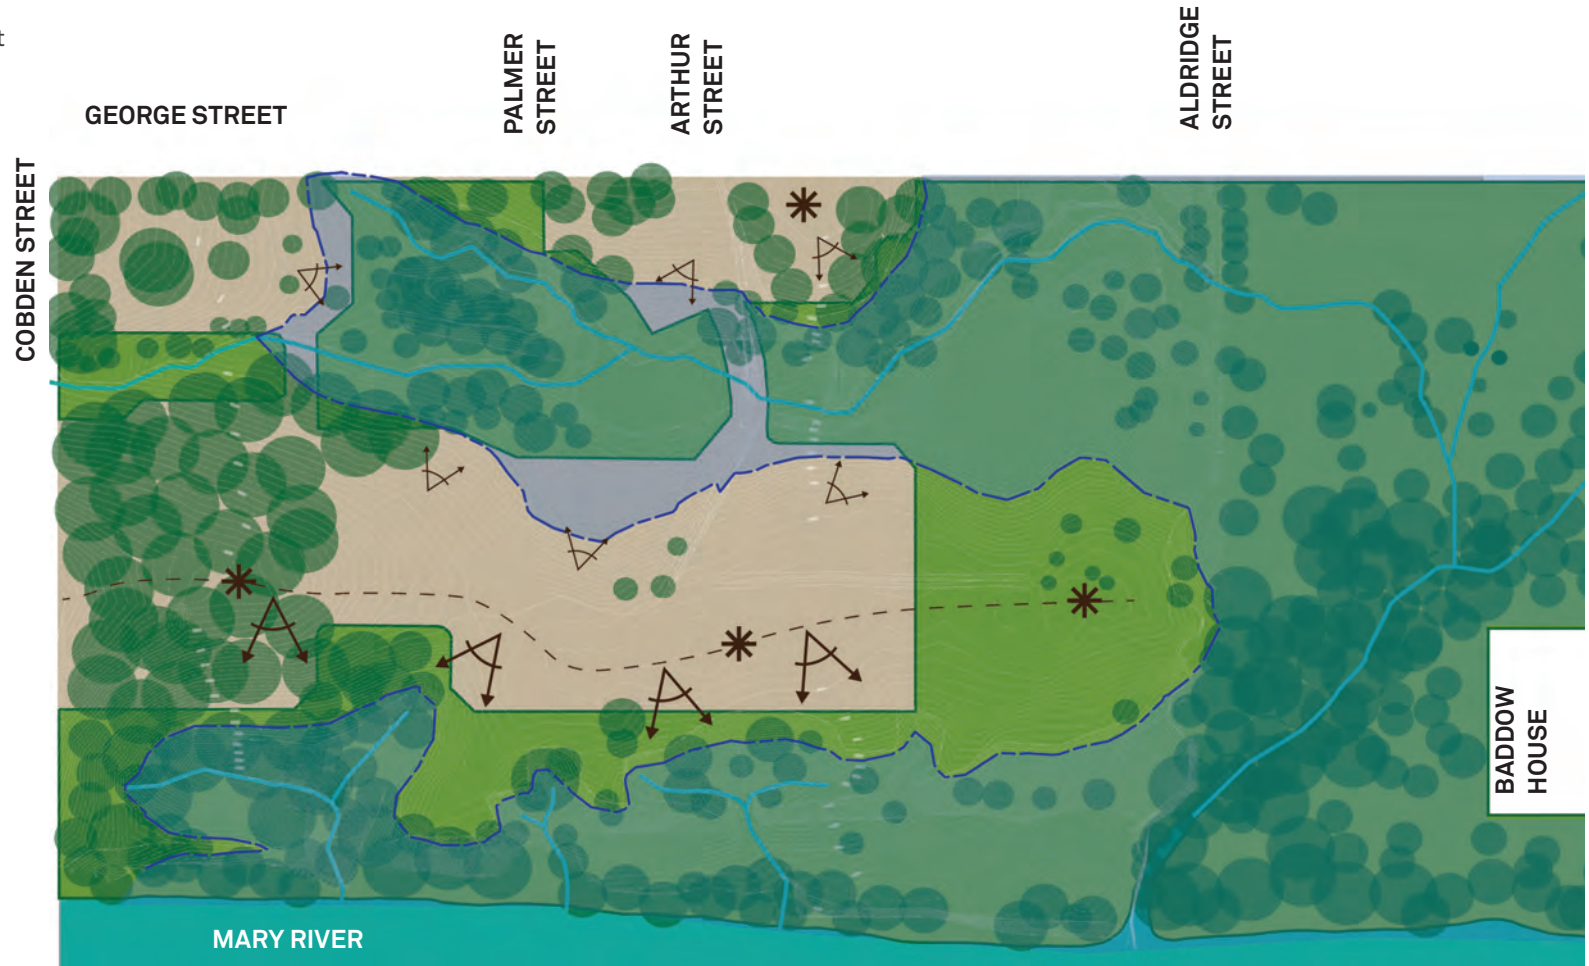 t
GEORGE STREET
PALMER
STREET
ARTHUR
STREET
ALDRIDGE
STREET
COBDEN STREET
BADDOW
HOUSE
MARY RIVER